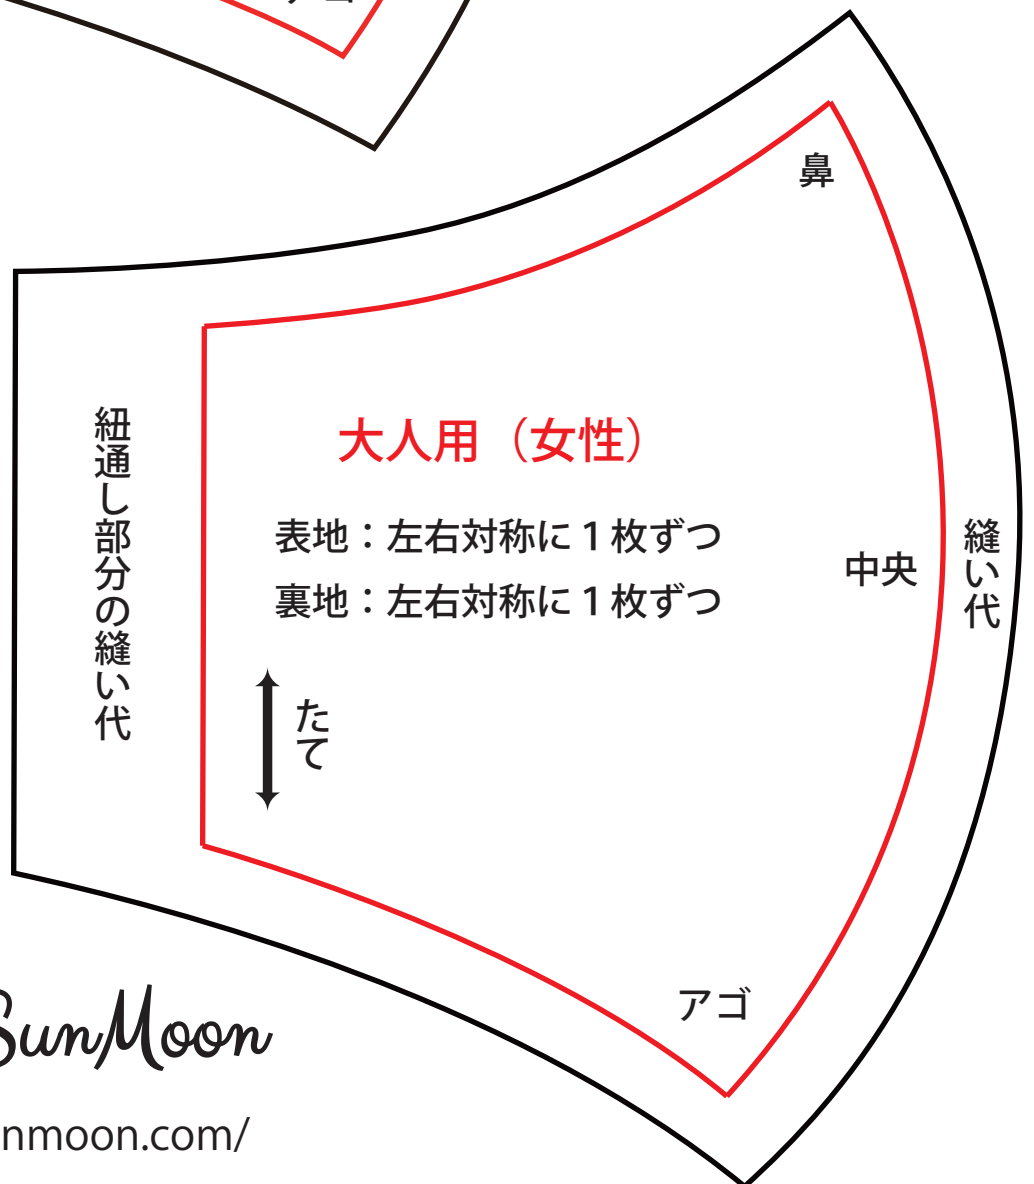 鼻
大人用（女性）
表地：左右対称に1枚ずつ
裏地：左右対称に1枚ずつ
紐通し部分の縫い代
中央
縫い代
たて
アゴ
SunMoon
nmoon.com/